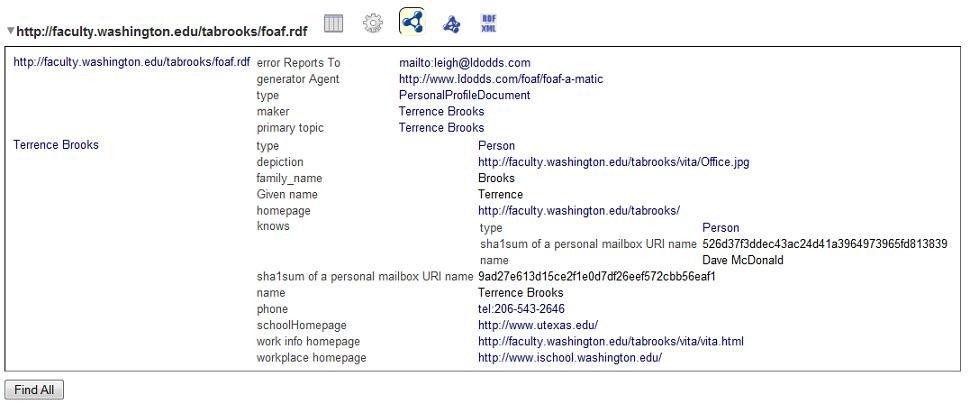 http://faculty.washington.edu/tabrooks/foaf.rdf RDF XML
http://faculty.washington.edu/tabrooks/foaf.rdf error Reports To mailto:leigh@ldodds.com
generator Agent http://www.ldodds.com/foaf/foaf-a-matic
type PersonalProfileDocument
maker Terrence Brooks
primary topic Terrence Brooks
Terrence Brooks type Person
depiction http://faculty.washington.edu/tabrooks/vita/Office.jpg
family_name Brooks
Given name Terrence
homepage http://faculty.washington.edu/tabrooks/
knows type Person
sha1sum of a personal mailbox URI name 526d37f3ddec43ac24d41a3964973965fd813839
name Dave McDonald
sha1sum of a personal mailbox URI name 9ad27e613d15ce2f1e0d7df26eef572cbb56eaf1
name Terrence Brooks
phone tel:206-543-2646
schoolHomepage http://www.utexas.edu/
work info homepage http://faculty.washington.edu/tabrooks/vita/vita.html
workplace homepage http://www.ischool.washington.edu/
Find All